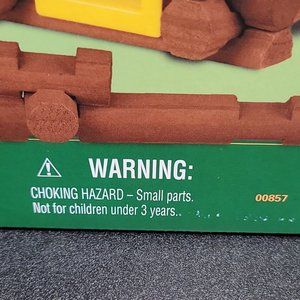 WARNING:
CHOKING HAZARD – Small parts.
Not for children under 3 years..
00857